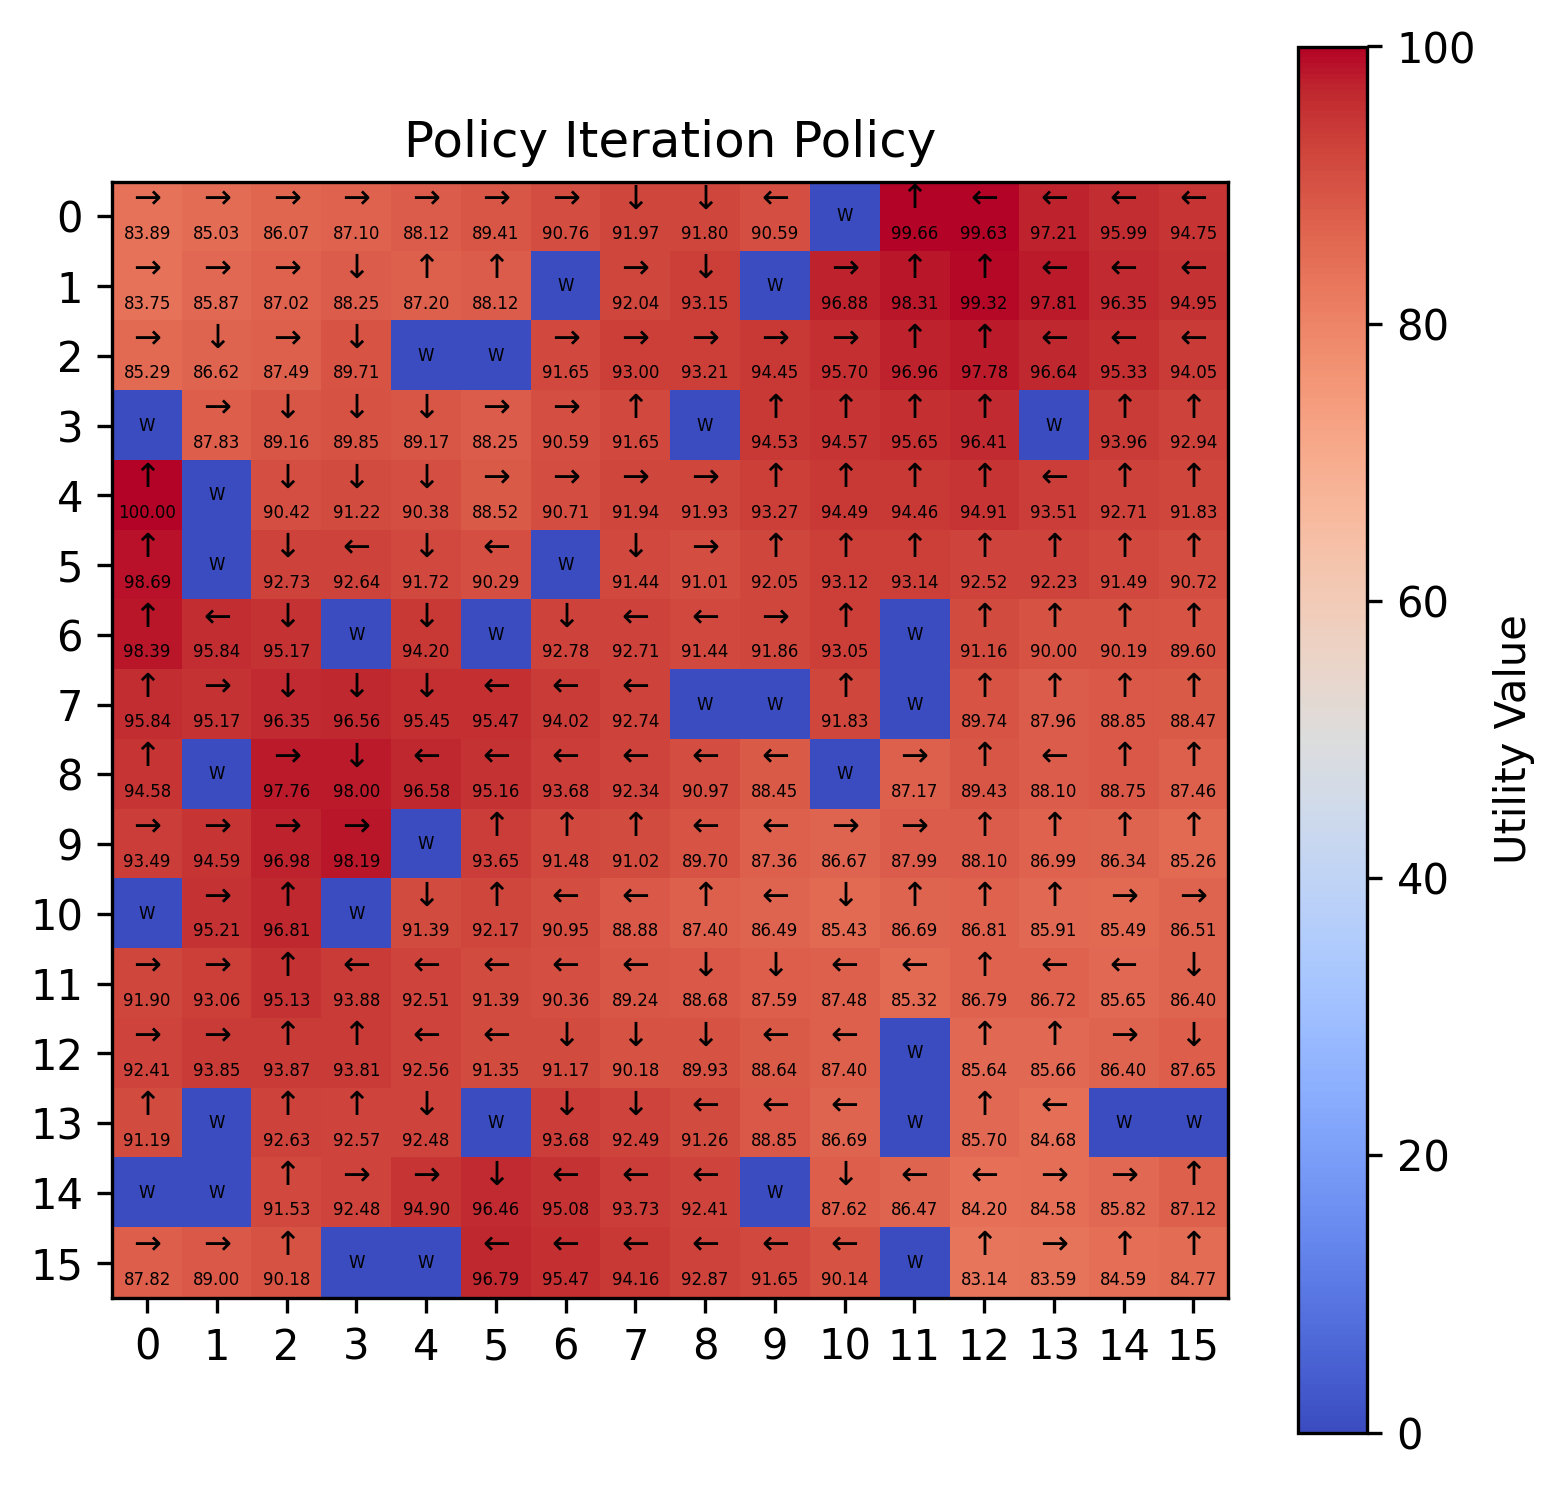 Policy Iteration Policy
100
0 → → → → → → → ↓ ↓ ← W ↑ ← ← ← ←
83.89 85.03 86.07 87.10 88.12 89.41 90.76 91.97 91.80 90.59 99.66 99.63 97.21 95.99 94.75
1 → → → ↓ ↑ ↑ W → ↓ W → ↑ ↑ ← ← ←
83.75 85.87 87.02 88.25 87.20 88.12 92.04 93.15 96.88 98.31 99.32 97.81 96.35 94.95
80
2 → ↓ → ↓ W W → → → → → ↑ ↑ ← ← ←
85.29 86.62 87.49 89.71 91.65 93.00 93.21 94.45 95.70 96.96 97.78 96.64 95.33 94.05
3 W → ↓ ↓ ↓ → → ↑ W ↑ ↑ ↑ ↑ W ↑ ↑
87.83 89.16 89.85 89.17 88.25 90.59 91.65 94.53 94.57 95.65 96.41 93.96 92.94
4 ↑ W ↓ ↓ ↓ → → → → ↑ ↑ ↑ ↑ ← ↑ ↑
100.00 90.42 91.22 90.38 88.52 90.71 91.94 91.93 93.27 94.49 94.46 94.91 93.51 92.71 91.83
5 ↑ W ↓ ← ↓ ← W ↓ → ↑ ↑ ↑ ↑ ↑ ↑ ↑
98.69 92.73 92.64 91.72 90.29 91.44 91.01 92.05 93.12 93.14 92.52 92.23 91.49 90.72
60
6 ↑ ← ↓ W ↓ W ↓ ← ← → ↑ W ↑ ↑ ↑ ↑
98.39 95.84 95.17 94.20 92.78 92.71 91.44 91.86 93.05 91.16 90.00 90.19 89.60
7 ↑ → ↓ ↓ ↓ ← ← ← W W ↑ W ↑ ↑ ↑ ↑
95.84 95.17 96.35 96.56 95.45 95.47 94.02 92.74 91.83 89.74 87.96 88.85 88.47
Utility Value
8 ↑ W → ↓ ← ← ← ← ← ← W → ↑ ← ↑ ↑
94.58 97.76 98.00 96.58 95.16 93.68 92.34 90.97 88.45 87.17 89.43 88.10 88.75 87.46
9 → → → → W ↑ ↑ ↑ ← ← → → ↑ ↑ ↑ ↑
93.49 94.59 96.98 98.19 93.65 91.48 91.02 89.70 87.36 86.67 87.99 88.10 86.99 86.34 85.26
40
10 W → ↑ W ↓ ↑ ← ← ↑ ← ↓ ↑ ↑ ↑ → →
95.21 96.81 91.39 92.17 90.95 88.88 87.40 86.49 85.43 86.69 86.81 85.91 85.49 86.51
11 → → ↑ ← ← ← ← ← ↓ ↓ ← ← ↑ ← ← ↓
91.90 93.06 95.13 93.88 92.51 91.39 90.36 89.24 88.68 87.59 87.48 85.32 86.79 86.72 85.65 86.40
12 → → ↑ ↑ ← ← ↓ ↓ ↓ ← ← W ↑ ↑ → ↓
92.41 93.85 93.87 93.81 92.56 91.35 91.17 90.18 89.93 88.64 87.40 85.64 85.66 86.40 87.65
13 ↑ W ↑ ↑ ↓ W ↓ ↓ ← ← ← W ↑ ← W W
91.19 92.63 92.57 92.48 93.68 92.49 91.26 88.85 86.69 85.70 84.68
20
14 W W ↑ → → ↓ ← ← ← W ↓ ← ← → → ↑
91.53 92.48 94.90 96.46 95.08 93.73 92.41 87.62 86.47 84.20 84.58 85.82 87.12
15 → → ↑ W W ← ← ← ← ← ← W ↑ → ↑ ↑
87.82 89.00 90.18 96.79 95.47 94.16 92.87 91.65 90.14 83.14 83.59 84.59 84.77
0 1 2 3 4 5 6 7 8 9 10 11 12 13 14 15
0